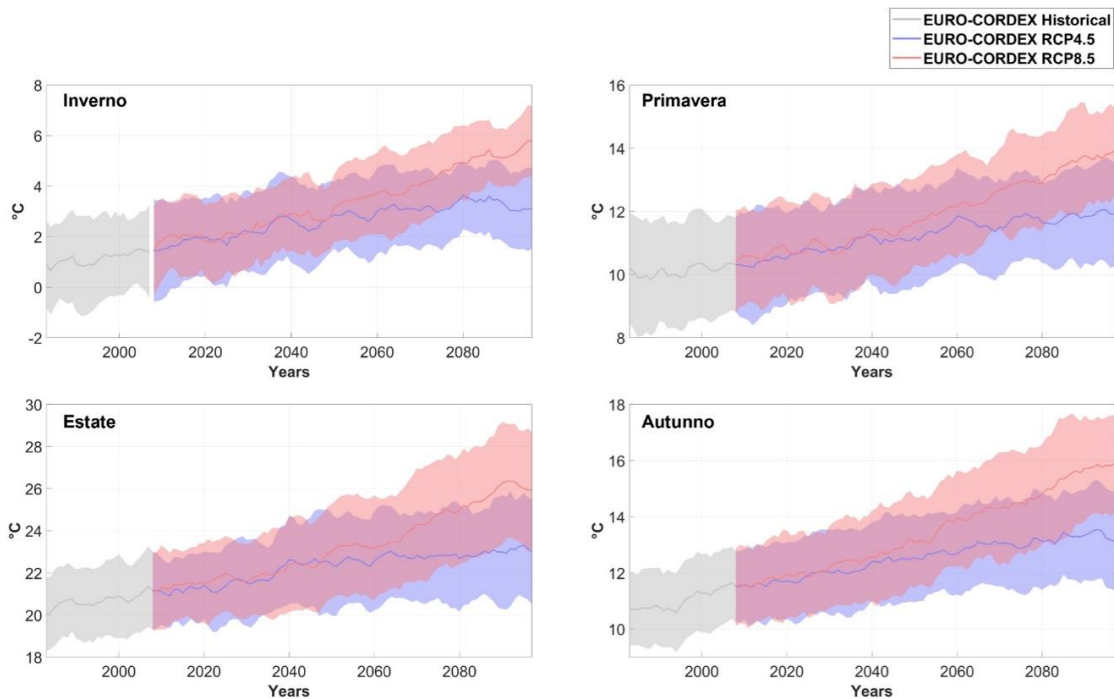 EURO-CORDEX Historical
EURO-CORDEX RCP4.5
EURO-CORDEX RCP8.5
Inverno
8
6
4
2
0
-2
°C
2000 2020 2040 2060 2080
Years
Primavera
16
14
12
10
8
°C
2000 2020 2040 2060 2080
Years
Estate
30
28
26
24
22
20
18
°C
2000 2020 2040 2060 2080
Years
Autunno
18
16
14
12
10
°C
2000 2020 2040 2060 2080
Years